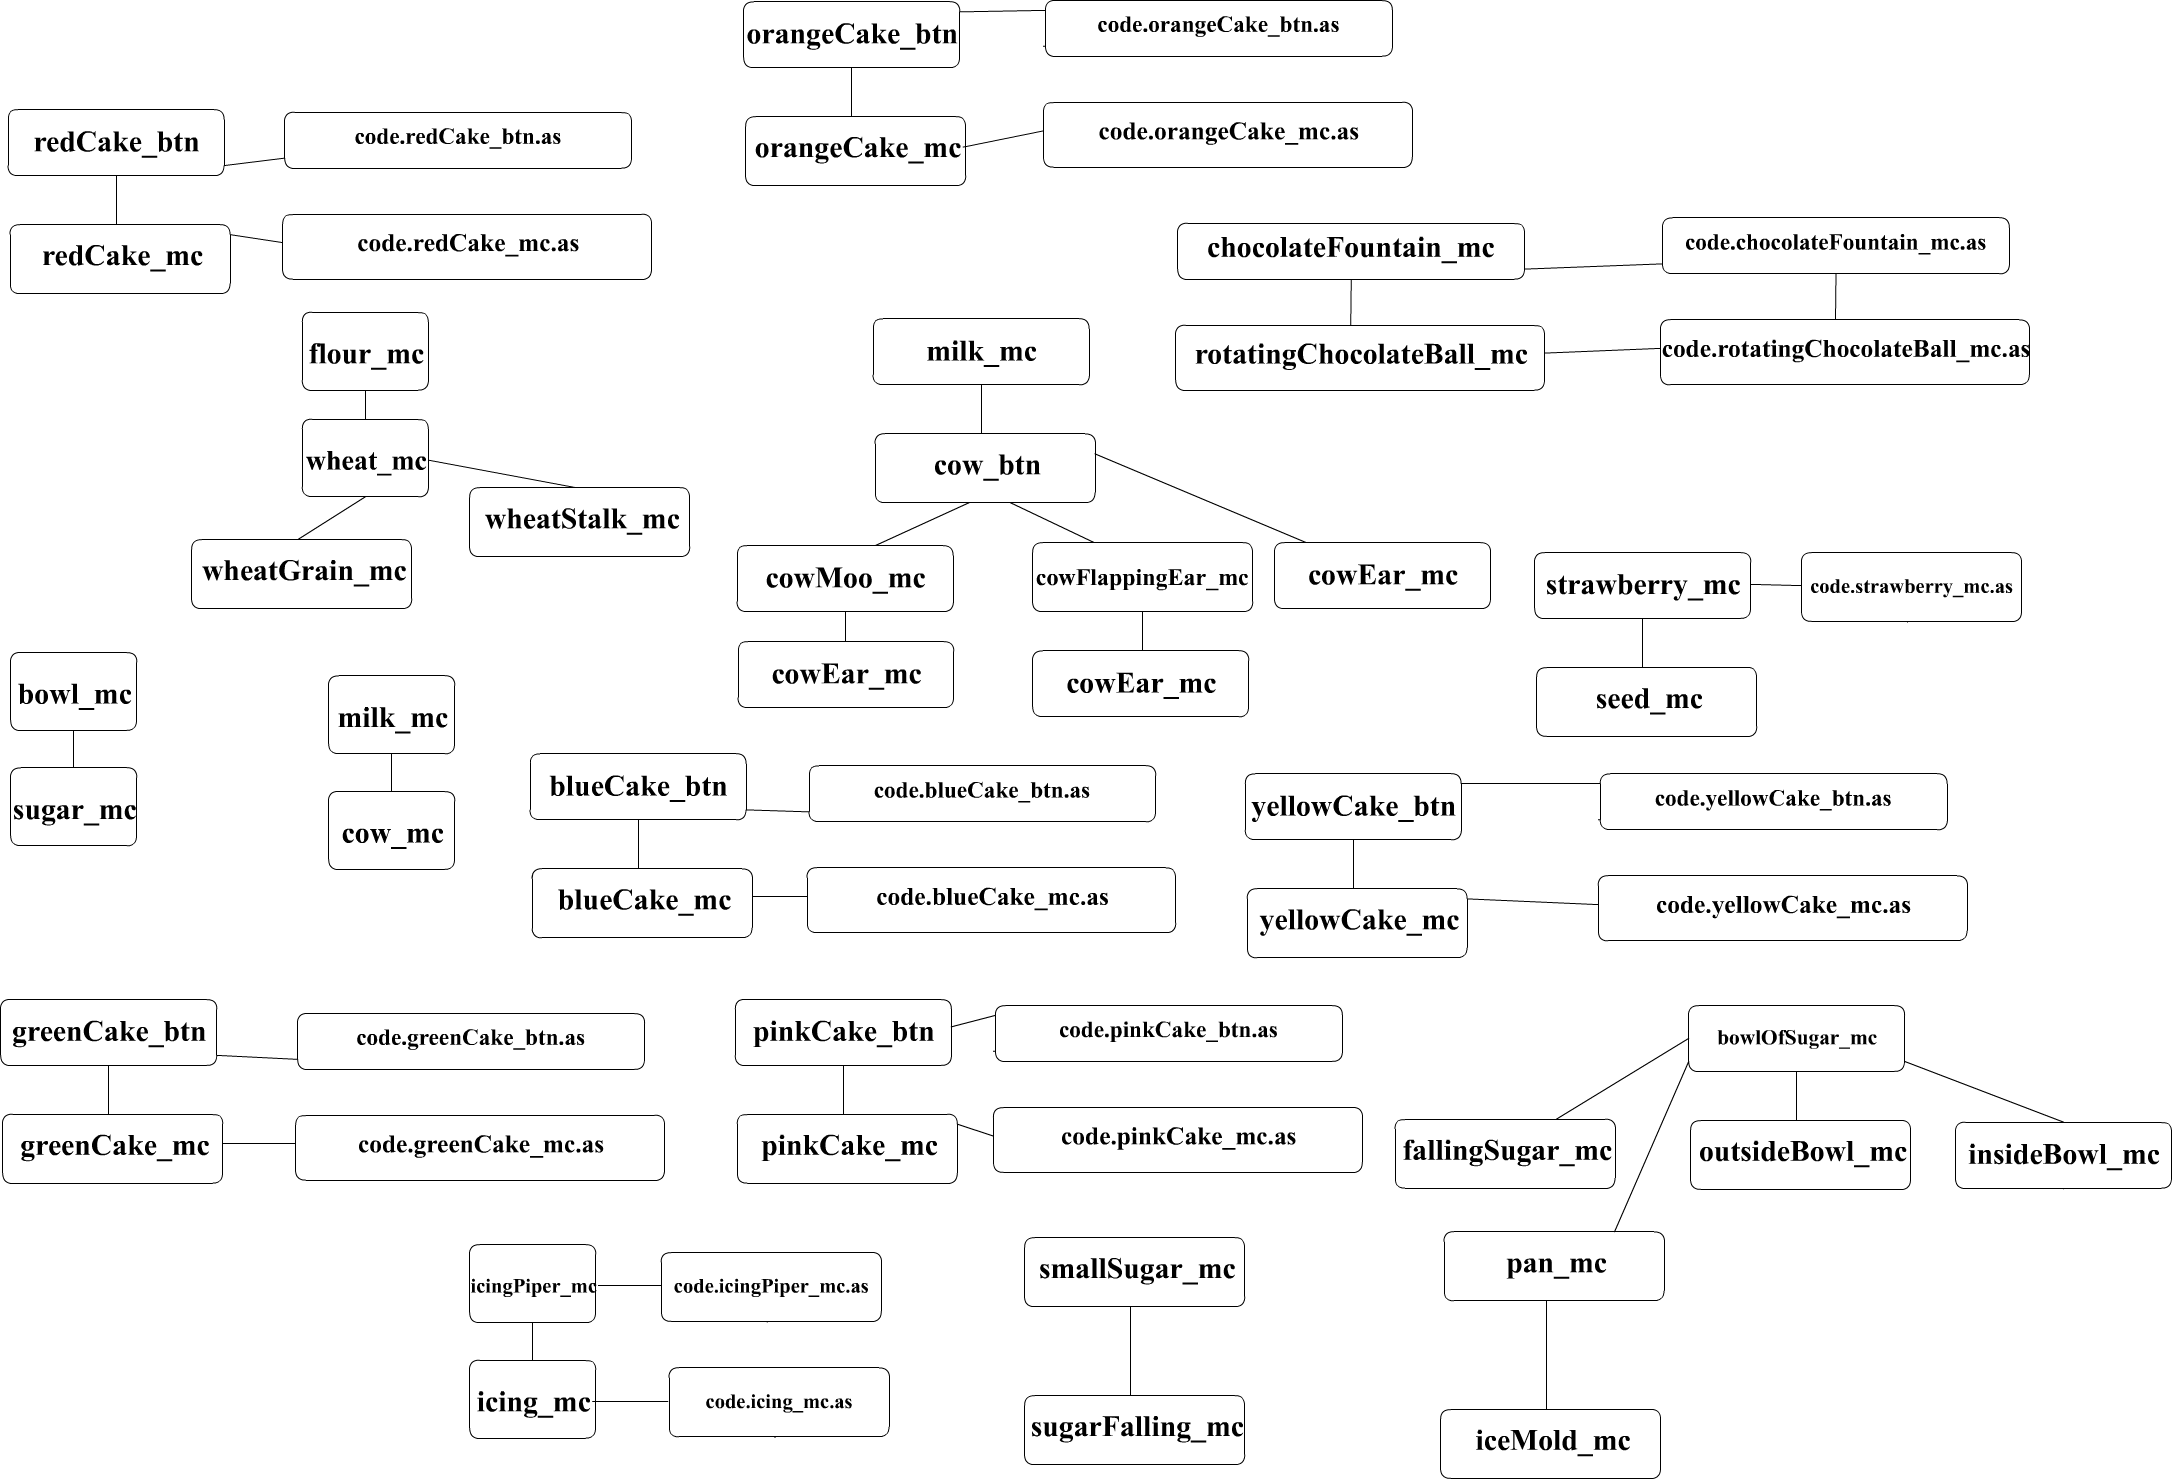 orangeCake_btn
code.orangeCake_btn.as
orangeCake_mc
code.orangeCake_mc.as
redCake_btn
code.redCake_btn.as
redCake_mc
code.redCake_mc.as
chocolateFountain_mc
code.chocolateFountain_mc.as
rotatingChocolateBall_mc
code.rotatingChocolateBall_mc.as
flour_mc
wheat_mc
wheatStalk_mc
wheatGrain_mc
milk_mc
cow_btn
cowMoo_mc
cowFlappingEar_mc
cowEar_mc
cowEar_mc
cowEar_mc
strawberry_mc
code.strawberry_mc.as
seed_mc
bowl_mc
sugar_mc
milk_mc
cow_mc
blueCake_btn
code.blueCake_btn.as
blueCake_mc
code.blueCake_mc.as
yellowCake_btn
code.yellowCake_btn.as
yellowCake_mc
code.yellowCake_mc.as
greenCake_btn
code.greenCake_btn.as
greenCake_mc
code.greenCake_mc.as
pinkCake_btn
code.pinkCake_btn.as
pinkCake_mc
code.pinkCake_mc.as
bowlOfSugar_mc
fallingSugar_mc
outsideBowl_mc
insideBowl_mc
pan_mc
iceMold_mc
icingPiper_mc
code.icingPiper_mc.as
icing_mc
code.icing_mc.as
smallSugar_mc
sugarFalling_mc